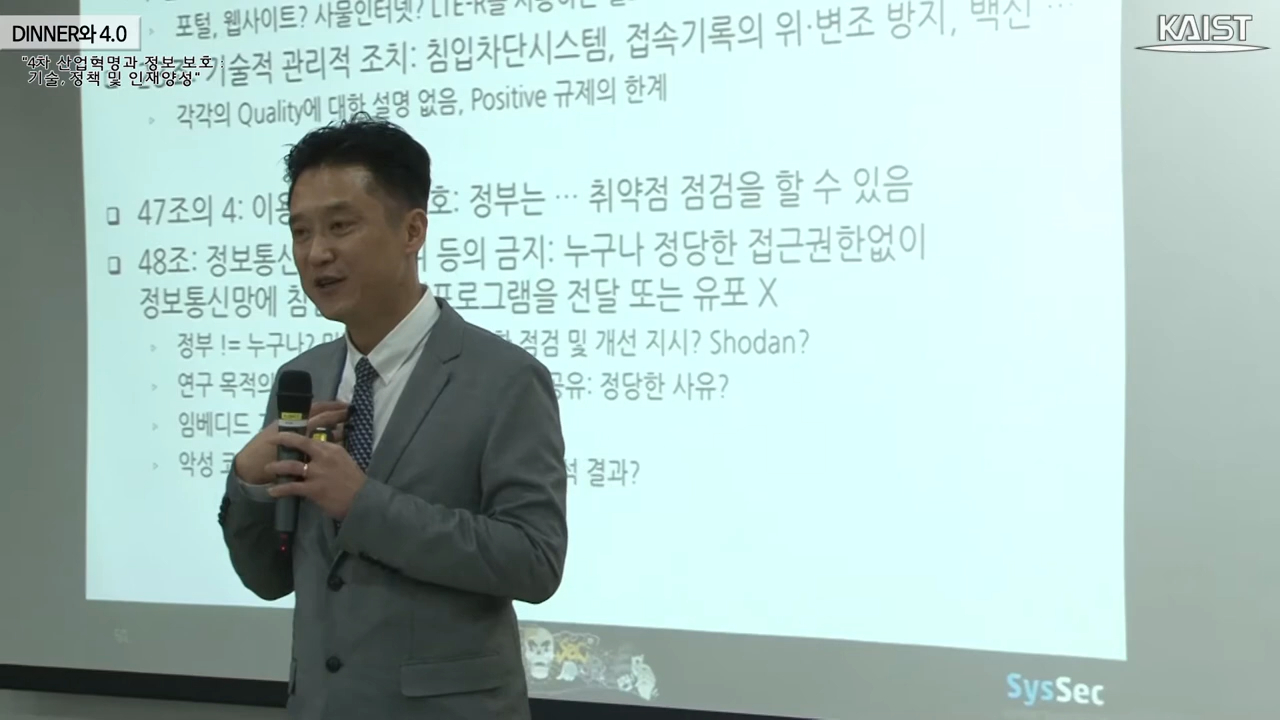 DINNER와 4.0
"4차 산업혁명과 정보 보호 :
기술, 정책 및 인재양성"
KAIST
포털, 웹사이트? 사물인터넷? LTE-R을
기술적 관리적 조치: 침입차단시스템, 접속기록의 위·변조 방지, 백신 …
각각의 Quality에 대한 설명 없음, Positive 규제의 한계
47조의 4: 이용 호: 정부는 … 취약점 점검을 할 수 있음
48조: 정보통신 등의 금지: 누구나 정당한 접근권한없이
정보통신망에 프로그램을 전달 또는 유포 X
정부 != 누구나? 점검 및 개선 지시? Shodan?
연구 목적의 공유: 정당한 사유?
임베디드
악성 결과?
SysSec